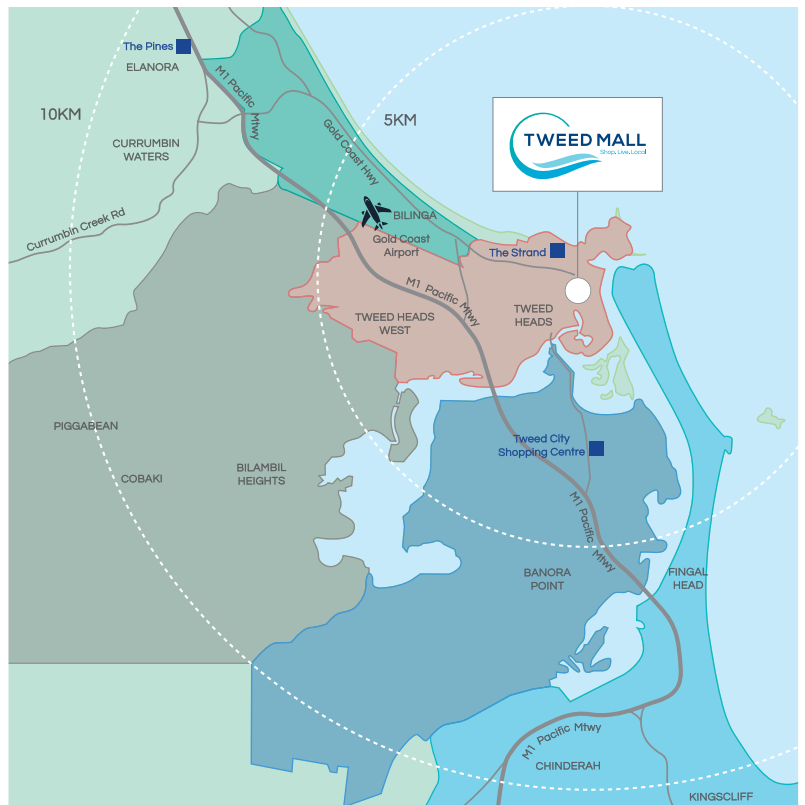 The Pines
ELANORA
M1 Pacific Mtwy
10KM
5KM
TWEED MALL
Shop. Live. Local
CURRUMBIN
WATERS
Gold Coast Hwy
Currumbin Creek Rd
BILINGA
Gold Coast
Airport
The Strand
M1 Pacific Mtwy
TWEED HEADS
WEST
TWEED
HEADS
PIGGABEAN
COBAKI
BILAMBIL
HEIGHTS
Tweed City
Shopping Centre
M1 Pacific Mtwy
BANORA
POINT
FINGAL
HEAD
M1 Pacific Mtwy
CHINDERAH
KINGSCLIFF